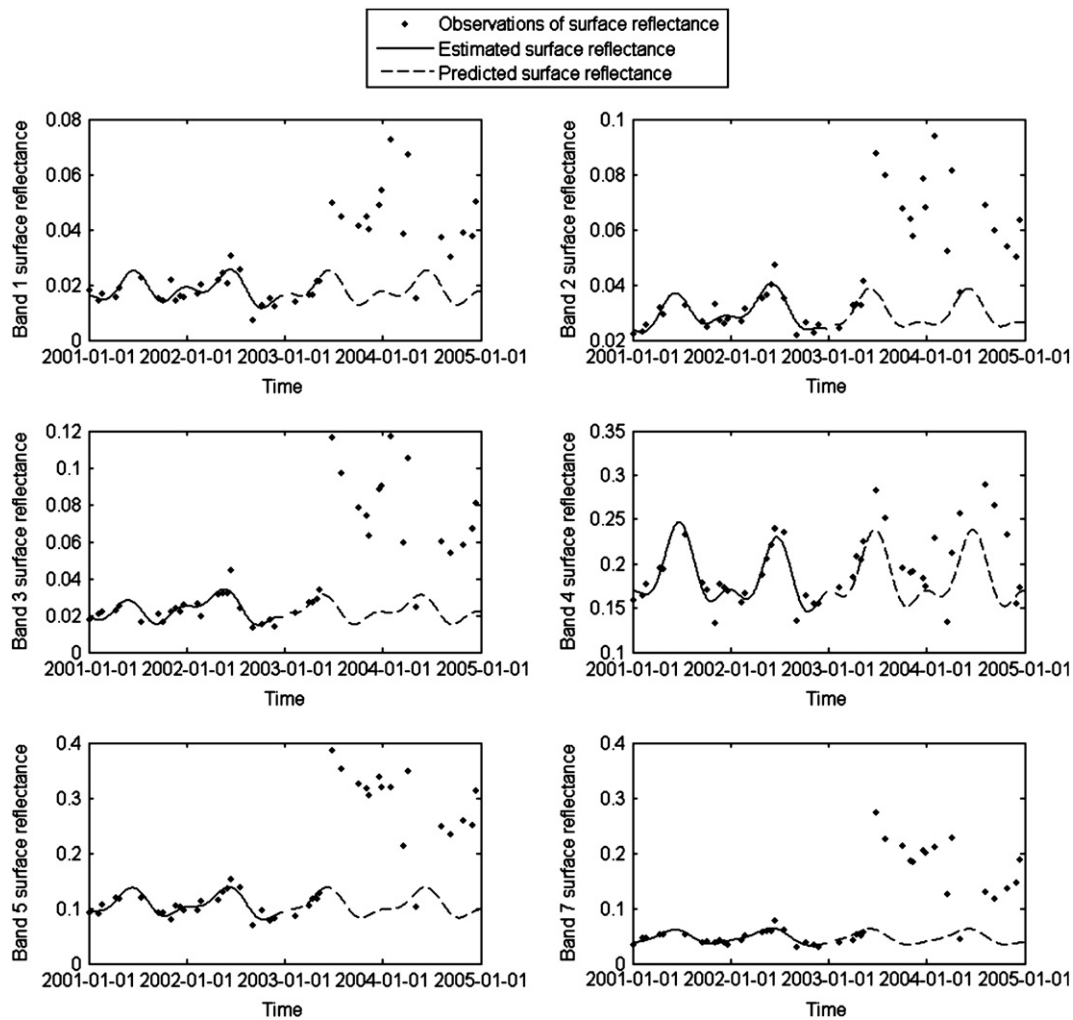 Observations of surface reflectance
Estimated surface reflectance
Predicted surface reflectance
Band 1 surface reflectance
0.08
0.06
0.04
0.02
0
2001-01-01 2002-01-01 2003-01-01 2004-01-01 2005-01-01
Time
Band 2 surface reflectance
0.1
0.08
0.06
0.04
0.02
2001-01-01 2002-01-01 2003-01-01 2004-01-01 2005-01-01
Time
Band 3 surface reflectance
0.12
0.1
0.08
0.06
0.04
0.02
0
2001-01-01 2002-01-01 2003-01-01 2004-01-01 2005-01-01
Time
Band 4 surface reflectance
0.35
0.3
0.25
0.2
0.15
0.1
2001-01-01 2002-01-01 2003-01-01 2004-01-01 2005-01-01
Time
Band 5 surface reflectance
0.4
0.3
0.2
0.1
0
2001-01-01 2002-01-01 2003-01-01 2004-01-01 2005-01-01
Time
Band 7 surface reflectance
0.4
0.3
0.2
0.1
0
2001-01-01 2002-01-01 2003-01-01 2004-01-01 2005-01-01
Time